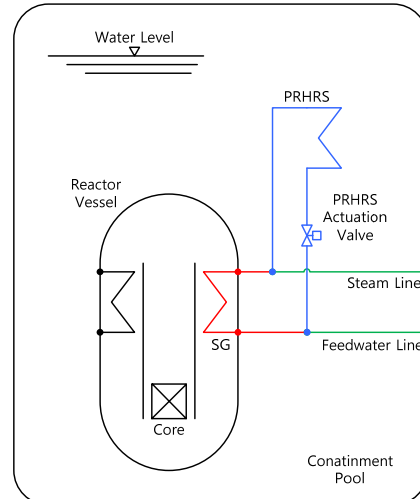 Water Level
PRHRS
Reactor
Vessel
PRHRS
Actuation
Valve
Steam Line
SG
Feedwater Line
Core
Conatinment
Pool